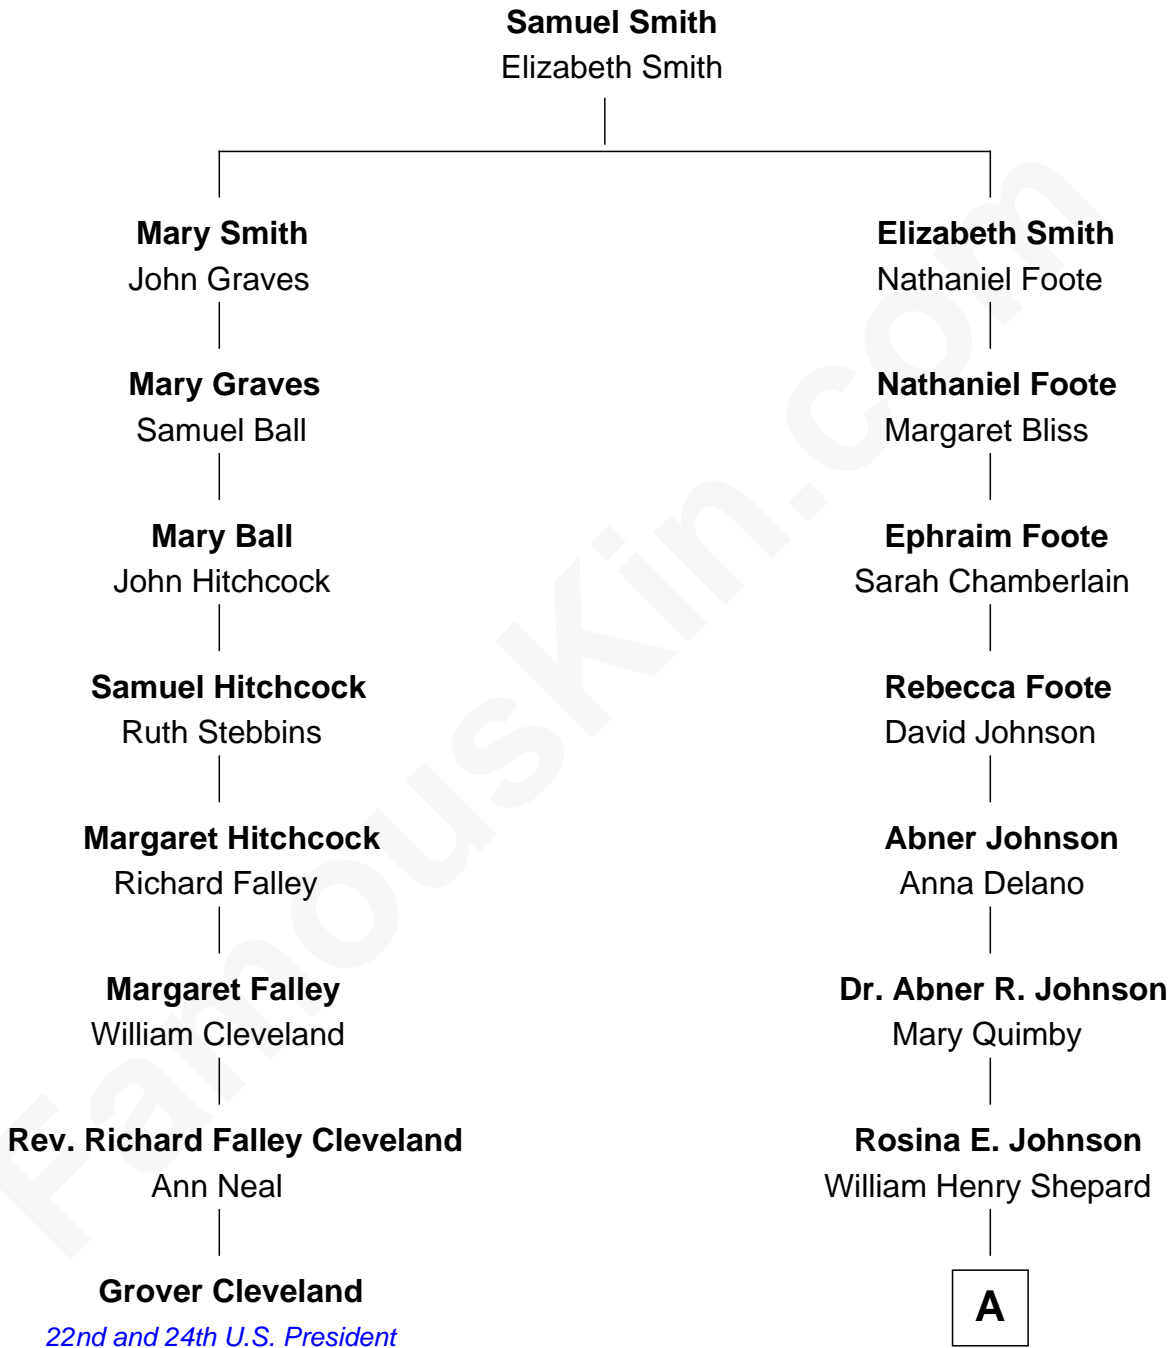 Samuel Smith
Elizabeth Smith
Mary Smith
John Graves
Mary Graves
Samuel Ball
Mary Ball
John Hitchcock
Samuel Hitchcock
Ruth Stebbins
Margaret Hitchcock
Richard Falley
Margaret Falley
William Cleveland
Rev. Richard Falley Cleveland
Ann Neal
Grover Cleveland
22nd and 24th U.S. President
Elizabeth Smith
Nathaniel Foote
Nathaniel Foote
Margaret Bliss
Ephraim Foote
Sarah Chamberlain
Rebecca Foote
David Johnson
Abner Johnson
Anna Delano
Dr. Abner R. Johnson
Mary Quimby
Rosina E. Johnson
William Henry Shepard
A
FamousKin.com